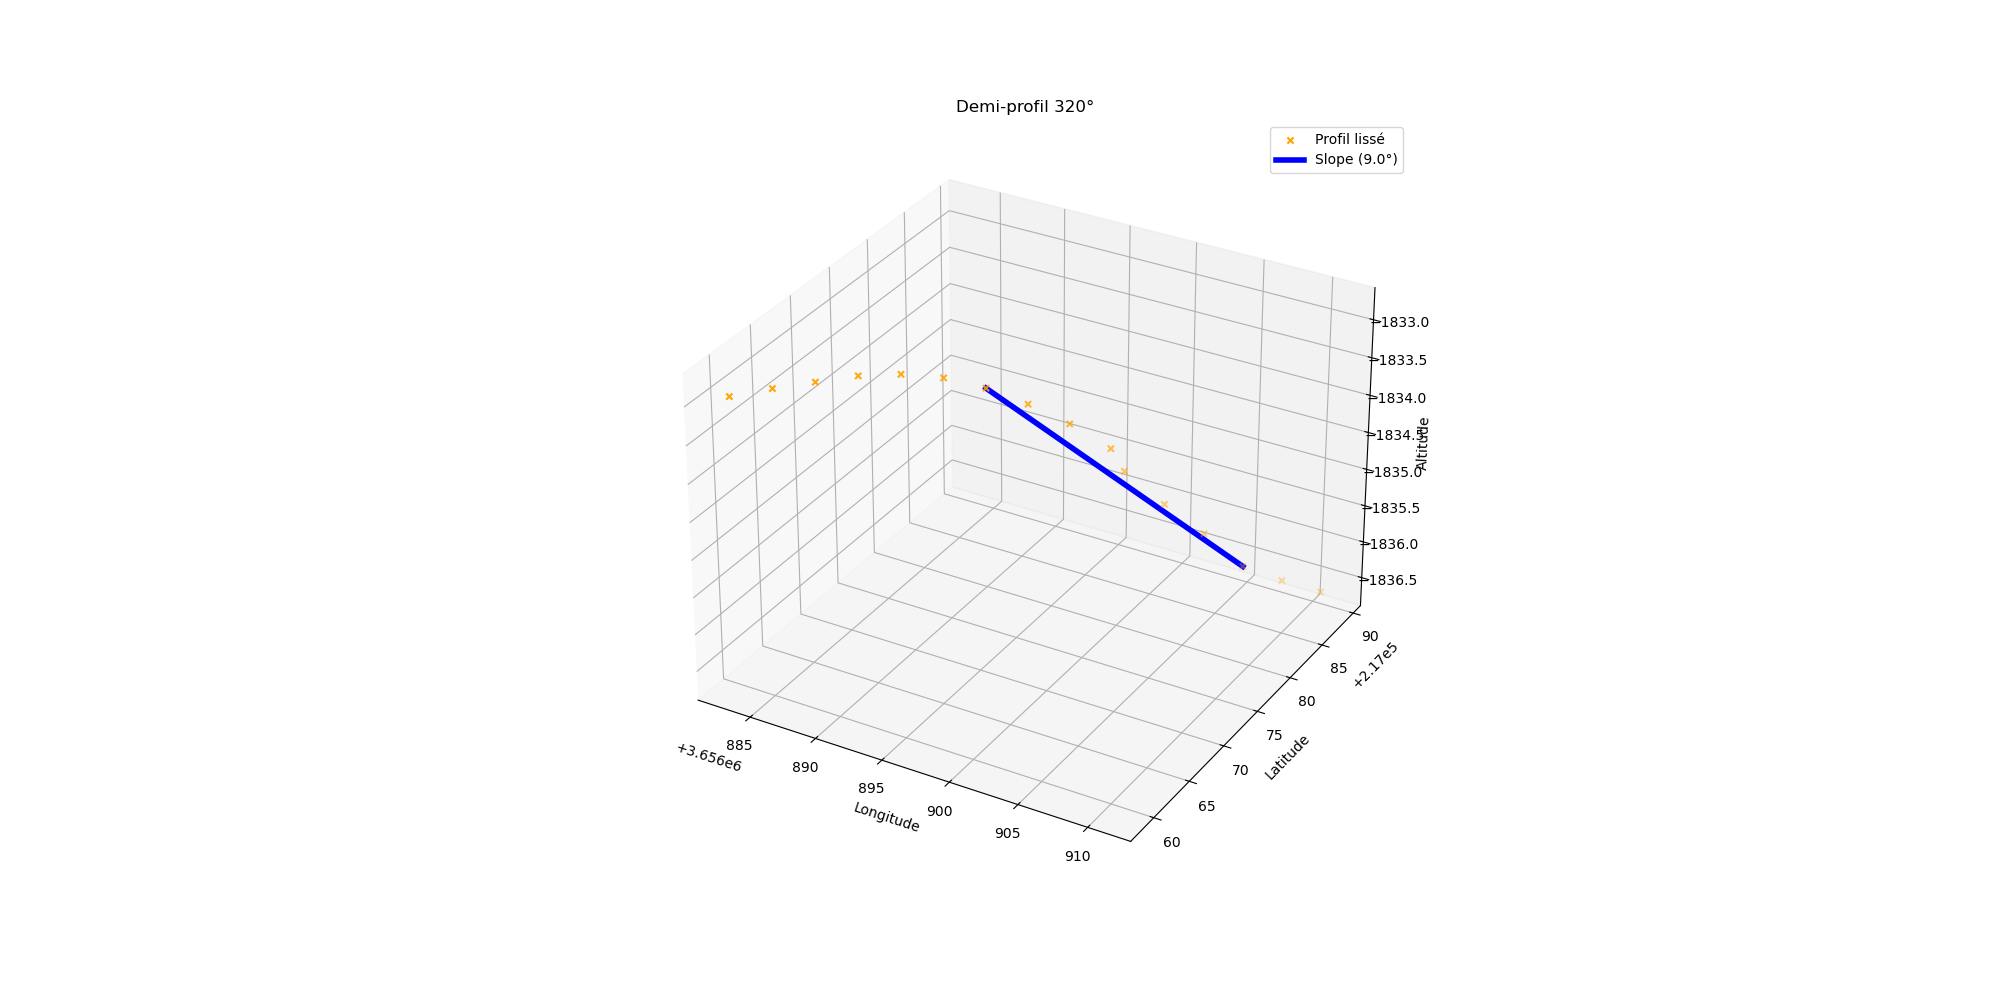 Demi-profil 320°
Profil lissé
Slope (9.0°)
−1833.0
−1833.5
−1834.0
−1834.5
−1835.0
−1835.5
−1836.0
−1836.5
Altitude
90
85
80
75
70
65
60
+2.17e5
Latitude
885
890
895
900
905
910
+3.656e6
Longitude